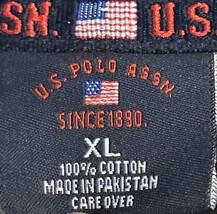 SN. U.S.
U.S. POLO ASSN.
SINCE 1890.
XL
100% COTTON
MADE IN PAKISTAN
CARE OVER